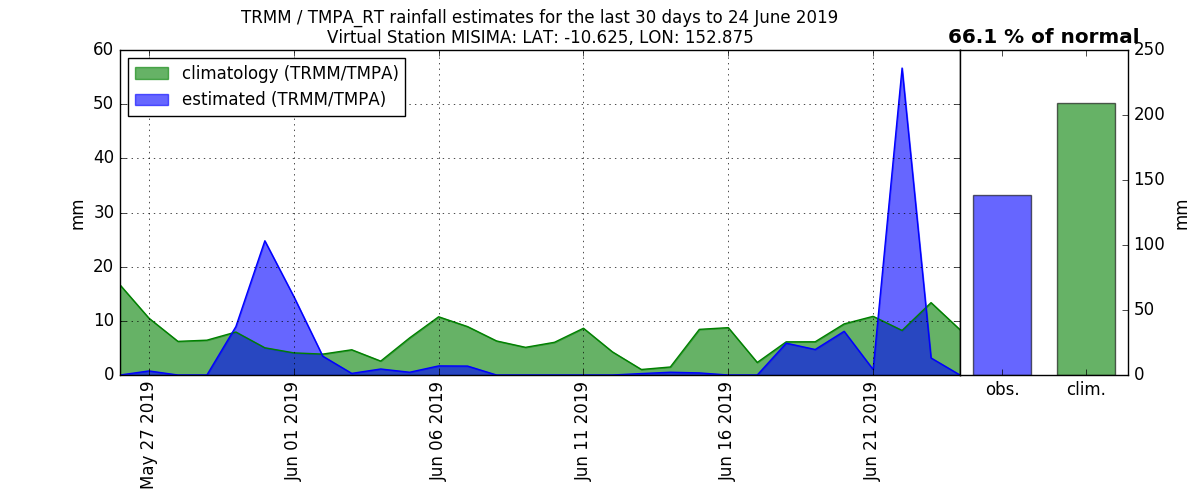 TRMM / TMPA_RT rainfall estimates for the last 30 days to 24 June 2019
Virtual Station MISIMA: LAT: -10.625, LON: 152.875
66.1 % of normal
climatology (TRMM/TMPA)
estimated (TRMM/TMPA)
60
50
40
30
20
10
0
mm
May 27 2019
Jun 01 2019
Jun 06 2019
Jun 11 2019
Jun 16 2019
Jun 21 2019
obs.
clim.
250
200
150
100
50
0
mm